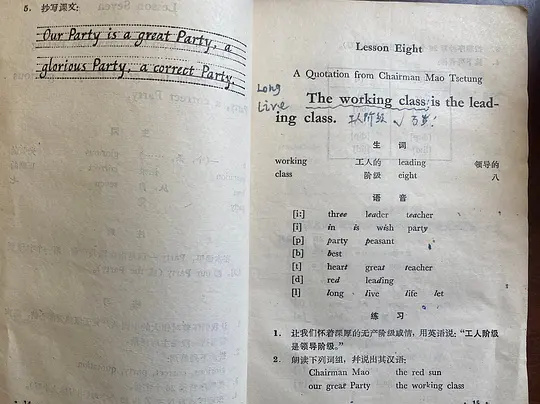 5. 抄写课文:
Our Party is a great Party, a
glorious Party, a correct Party.
Lesson Eight
A Quotation from Chairman Mao Tsetung
Long
Live
The working class is the lead-
ing class. 工人阶级 万岁!
生 词
working 工人的 leading 领导的
class 阶级 eight 八
语 音
[i:] three leader teacher
[i] in is wish party
[p] party peasant
[b] best
[t] heart great teacher
[d] red leading
[l] long live life let
练 习
1. 让我们怀着深厚的无产阶级感情,用英语说:“工人阶级
是领导阶级。”
2. 朗读下列词组,并说出其汉语:
Chairman Mao the red sun
our great Party the working class
· 14 · 15 ·